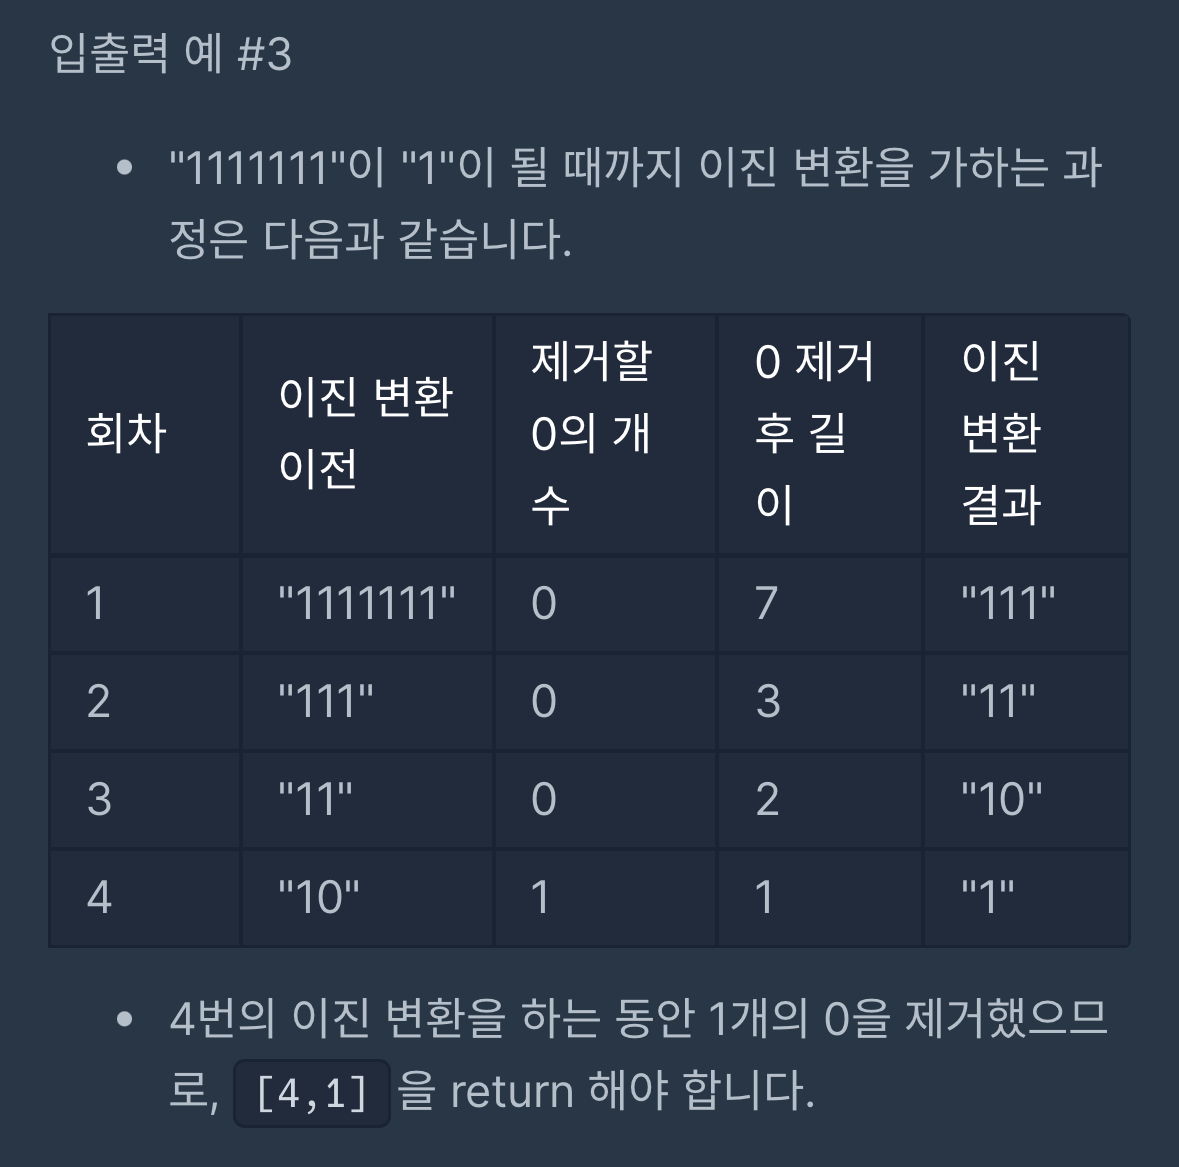 입출력 예 #3
• "1111111"이 "1"이 될 때까지 이진 변환을 가하는 과
정은 다음과 같습니다.
회차 이진 변환 이전 제거할 0의 개수 0 제거 후 길이 이진 변환 결과
1 "1111111" 0 7 "111"
2 "111" 0 3 "11"
3 "11" 0 2 "10"
4 "10" 1 1 "1"
• 4번의 이진 변환을 하는 동안 1개의 0을 제거했으므
로, [4,1] 을 return 해야 합니다.